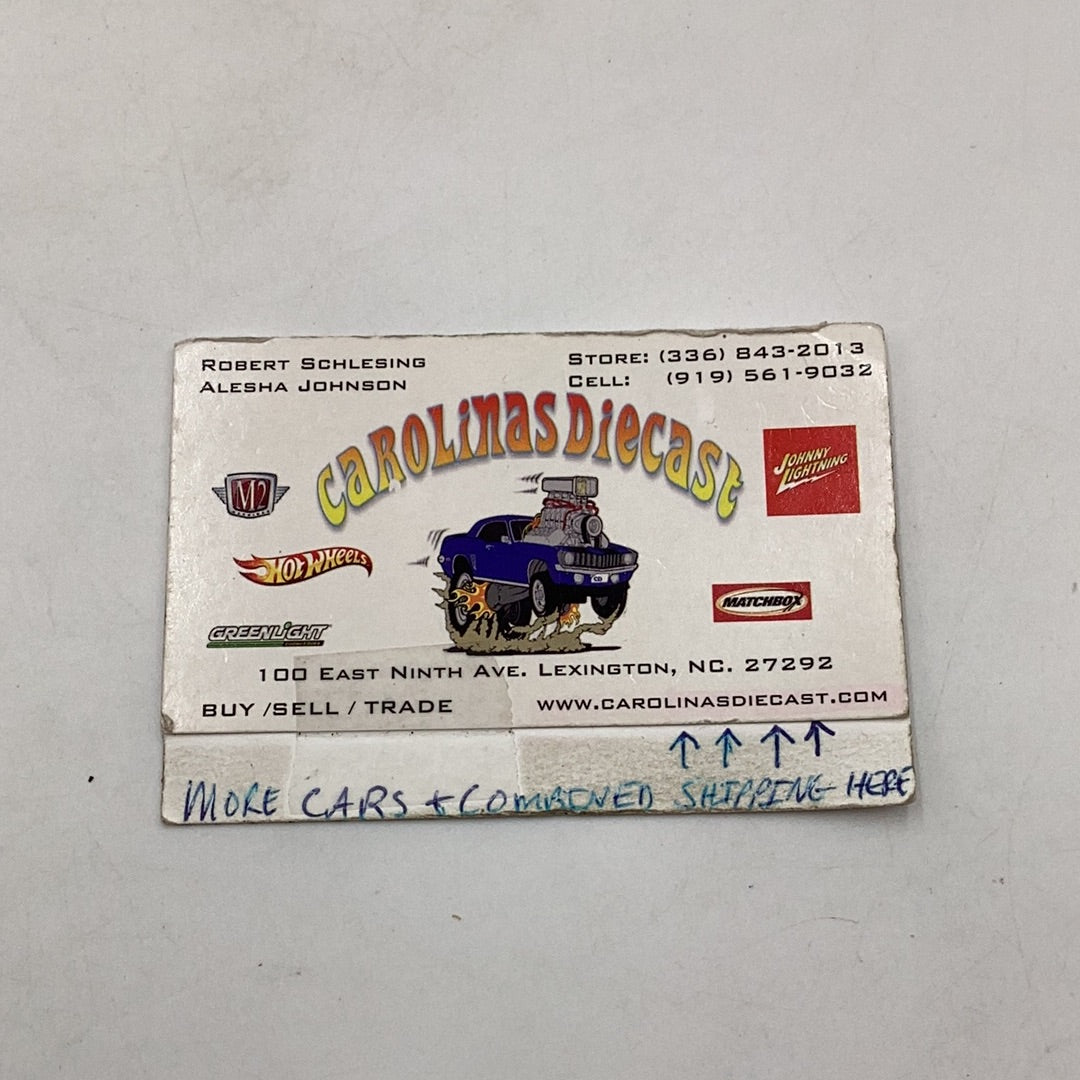 ROBERT SCHLESING
ALESHA JOHNSON
STORE: (336) 843-2013
CELL: (919) 561-9032
CAROLiNAS DiECAST
M2
JOHNNY LIGHTNING
HOT WHEELS
MATCHBOX
GREENLIGHT
CD
100 EAST NINTH AVE. LEXINGTON, NC. 27292
BUY /SELL / TRADE
WWW.CAROLINASDIECAST.COM
MORE CARS + COMBINED SHIPPING HERE